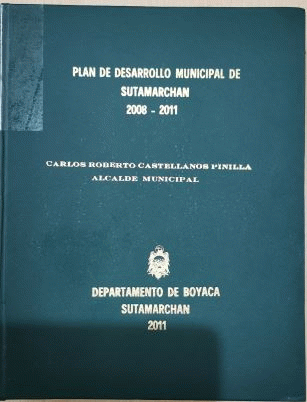 PLAN DE DESARROLLO MUNICIPAL DE
SUTAMARCHAN
2008 - 2011
CARLOS ROBERTO CASTELLANOS PINILLA
ALCALDE MUNICIPAL
DEPARTAMENTO DE BOYACA
SUTAMARCHAN
2011